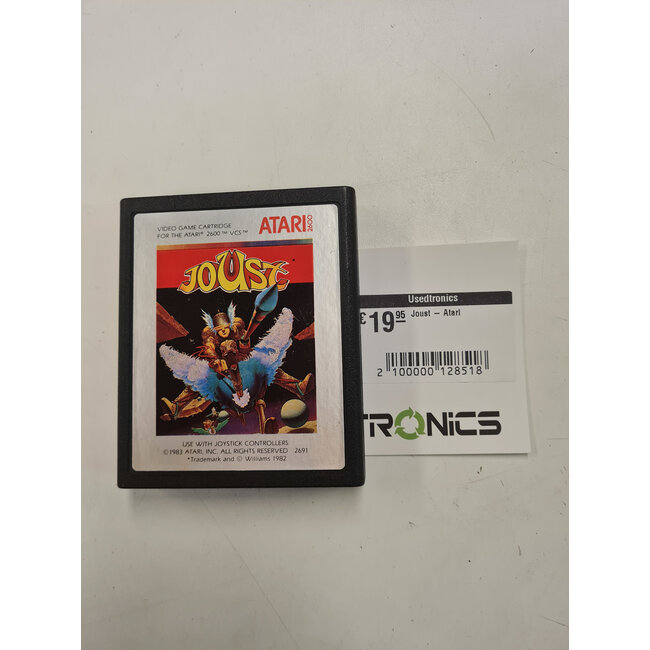 VIDEO GAME CARTRIDGE
FOR THE ATARI® 2600™ VCS™
ATARI 2600
JOUST
USE WITH JOYSTICK CONTROLLERS
©1983 ATARI, INC. ALL RIGHTS RESERVED 2691
*Trademark and © Williams 1982
Usedtronics
€19.95 Joust – Atari
2 100000 128518
TRONICS